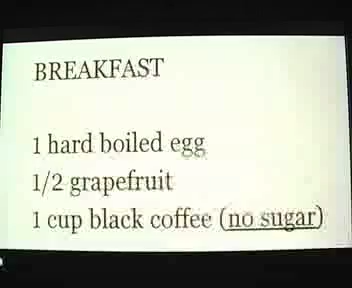 BREAKFAST
1 hard boiled egg
1/2 grapefruit
1 cup black coffee (no sugar)